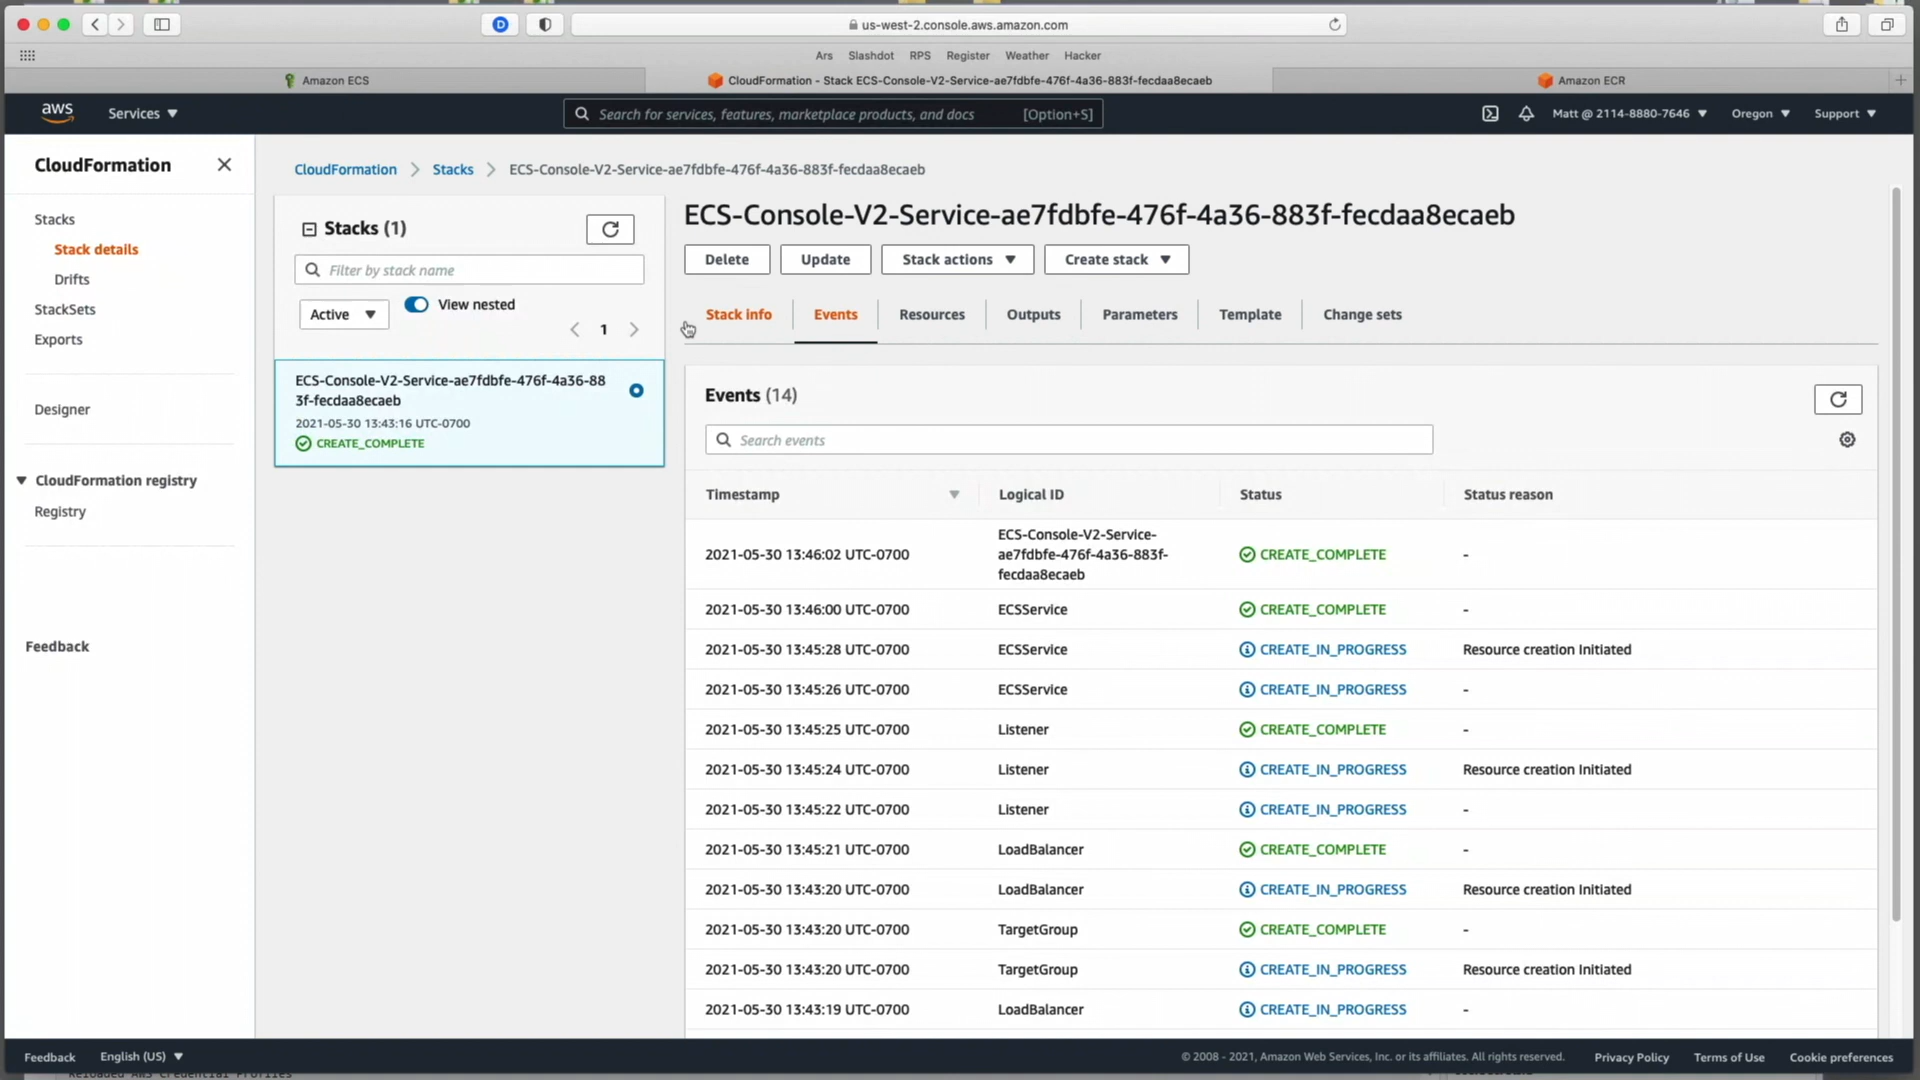 us-west-2.console.aws.amazon.com
Ars Slashdot RPS Register Weather Hacker
Amazon ECS
CloudFormation - Stack ECS-Console-V2-Service-ae7fdbfe-476f-4a36-883f-fecdaa8ecaeb
Amazon ECR
aws
Services
Search for services, features, marketplace products, and docs [Option+S]
Matt @ 2114-8880-7646
Oregon
Support
CloudFormation
Stacks
Stack details
Drifts
StackSets
Exports
Designer
CloudFormation registry
Registry
Feedback
CloudFormation
Stacks
ECS-Console-V2-Service-ae7fdbfe-476f-4a36-883f-fecdaa8ecaeb
Stacks (1)
Filter by stack name
Active
View nested
1
ECS-Console-V2-Service-ae7fdbfe-476f-4a36-88
3f-fecdaa8ecaeb
2021-05-30 13:43:16 UTC-0700
CREATE_COMPLETE
ECS-Console-V2-Service-ae7fdbfe-476f-4a36-883f-fecdaa8ecaeb
Delete Update Stack actions Create stack
Stack info Events Resources Outputs Parameters Template Change sets
Events (14)
Search events
Timestamp Logical ID Status Status reason
2021-05-30 13:46:02 UTC-0700
ECS-Console-V2-Service-
ae7fdbfe-476f-4a36-883f-
fecdaa8ecaeb
CREATE_COMPLETE -
2021-05-30 13:46:00 UTC-0700 ECSService CREATE_COMPLETE -
2021-05-30 13:45:28 UTC-0700 ECSService CREATE_IN_PROGRESS Resource creation Initiated
2021-05-30 13:45:26 UTC-0700 ECSService CREATE_IN_PROGRESS -
2021-05-30 13:45:25 UTC-0700 Listener CREATE_COMPLETE -
2021-05-30 13:45:24 UTC-0700 Listener CREATE_IN_PROGRESS Resource creation Initiated
2021-05-30 13:45:22 UTC-0700 Listener CREATE_IN_PROGRESS -
2021-05-30 13:45:21 UTC-0700 LoadBalancer CREATE_COMPLETE -
2021-05-30 13:43:20 UTC-0700 LoadBalancer CREATE_IN_PROGRESS Resource creation Initiated
2021-05-30 13:43:20 UTC-0700 TargetGroup CREATE_COMPLETE -
2021-05-30 13:43:20 UTC-0700 TargetGroup CREATE_IN_PROGRESS Resource creation Initiated
2021-05-30 13:43:19 UTC-0700 LoadBalancer CREATE_IN_PROGRESS -
Feedback English (US)
© 2008 - 2021, Amazon Web Services, Inc. or its affiliates. All rights reserved. Privacy Policy Terms of Use Cookie preferences
Reloaded AWS Credential Profiles